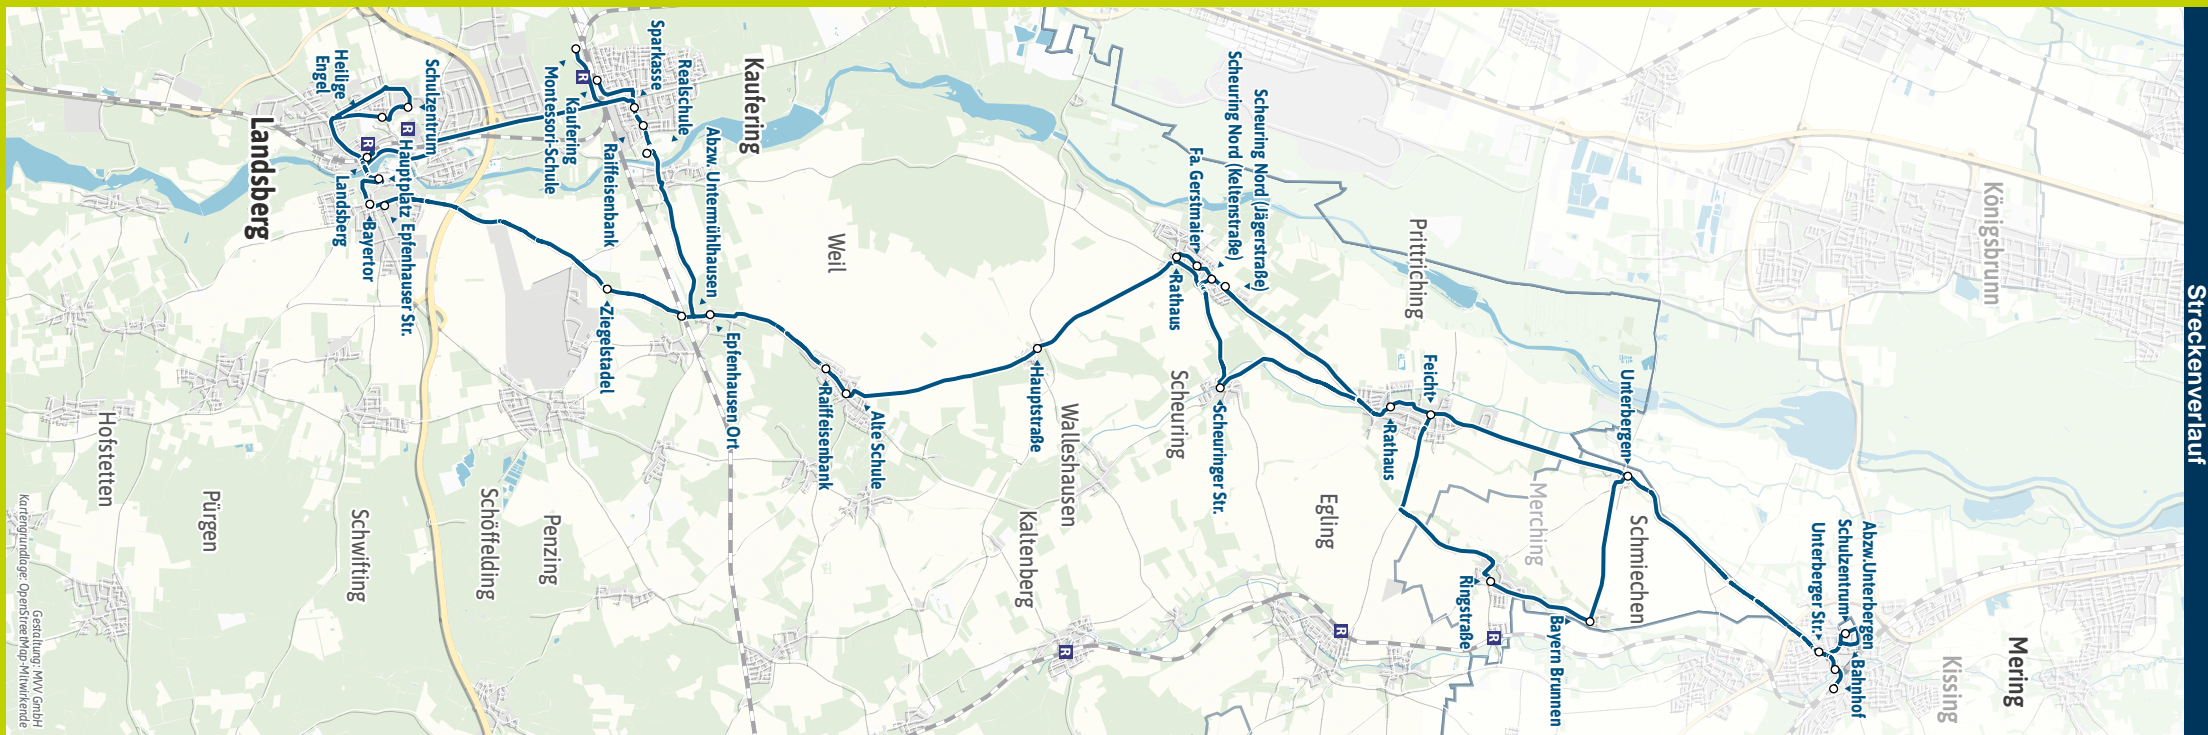 Streckenverlauf
Königsbrunn
Mering
Kissing
Abzw.Unterbergen
Schulzentrum
Unterberger Str.
Bahnhof
Unterbergen
Schmiechen
Merching
Bayern Brunnen
Ringstraße
R
Prittriching
Feicht
Rathaus
Egling
R
Scheuring Nord (Jägerstraße)
Scheuring Nord (Keltenstraße)
Fa. Gerstmaier
Rathaus
Scheuringer Str.
Scheuring
Walleshausen
Hauptstraße
Kaltenberg
R
Weil
Alte Schule
Raiffeisenbank
Kaufering
Abzw. Untermühlhausen
Epfenhausen Ort
Realschule
Sparkasse
Raiffeisenbank
Ziegelstadel
R
Kaufering
Montessori-Schule
Penzing
Schöffelding
Schulzentrum
R
Hauptplatz
Epfenhauser Str.
R
Bayertor
Landsberg
Heilige
Engel
Schwifting
Landsberg
Pürgen
Hofstetten
Gestaltung: MVV GmbH
Kartengrundlage: OpenStreetMap-Mitwirkende